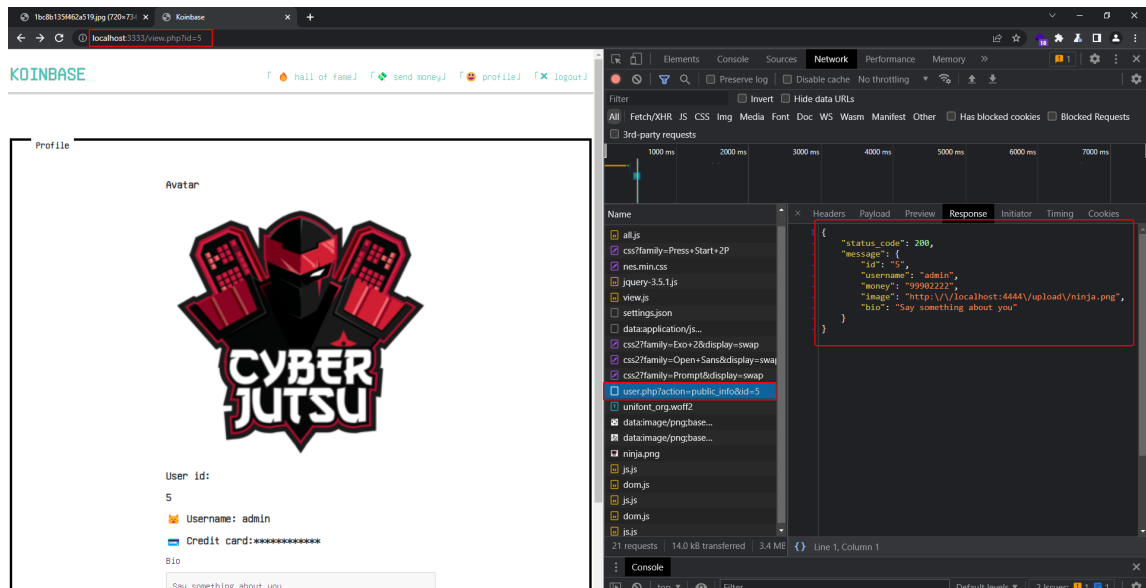 1bc8b135f462a519.jpg (720×734
Koinbase
localhost:3333/view.php?id=5
18
KOINBASE
「 hall of fame」 「 send money」 「 profile」 「 logout」
Profile
Avatar
CYBER
JUTSU
User id:
5
Username: admin
Credit card:************
Bio
Say something about you
Elements Console Sources Network Performance Memory »
1
Preserve log Disable cache No throttling
Filter
Invert Hide data URLs
All Fetch/XHR JS CSS Img Media Font Doc WS Wasm Manifest Other Has blocked cookies Blocked Requests
3rd-party requests
1000 ms 2000 ms 3000 ms 4000 ms 5000 ms 6000 ms 7000 ms
Name
all.js
css?family=Press+Start+2P
nes.min.css
jquery-3.5.1.js
view.js
settings.json
data:application/js...
css2?family=Exo+2&display=swap
css2?family=Open+Sans&display=swap
css2?family=Prompt&display=swap
user.php?action=public_info&id=5
unifont_org.woff2
data:image/png;base...
data:image/png;base...
ninja.png
js.js
dom.js
js.js
dom.js
js.js
21 requests 14.0 kB transferred 3.4 MB
Headers Payload Preview Response Initiator Timing Cookies
1
{
"status_code": 200,
"message": {
"id": "5",
"username": "admin",
"money": "99902222",
"image": "http:\/\/localhost:4444\/upload\/ninja.png",
"bio": "Say something about you"
}
}
{} Line 1, Column 1
Console
top
Filter
Default levels
2 Issues: 1 1